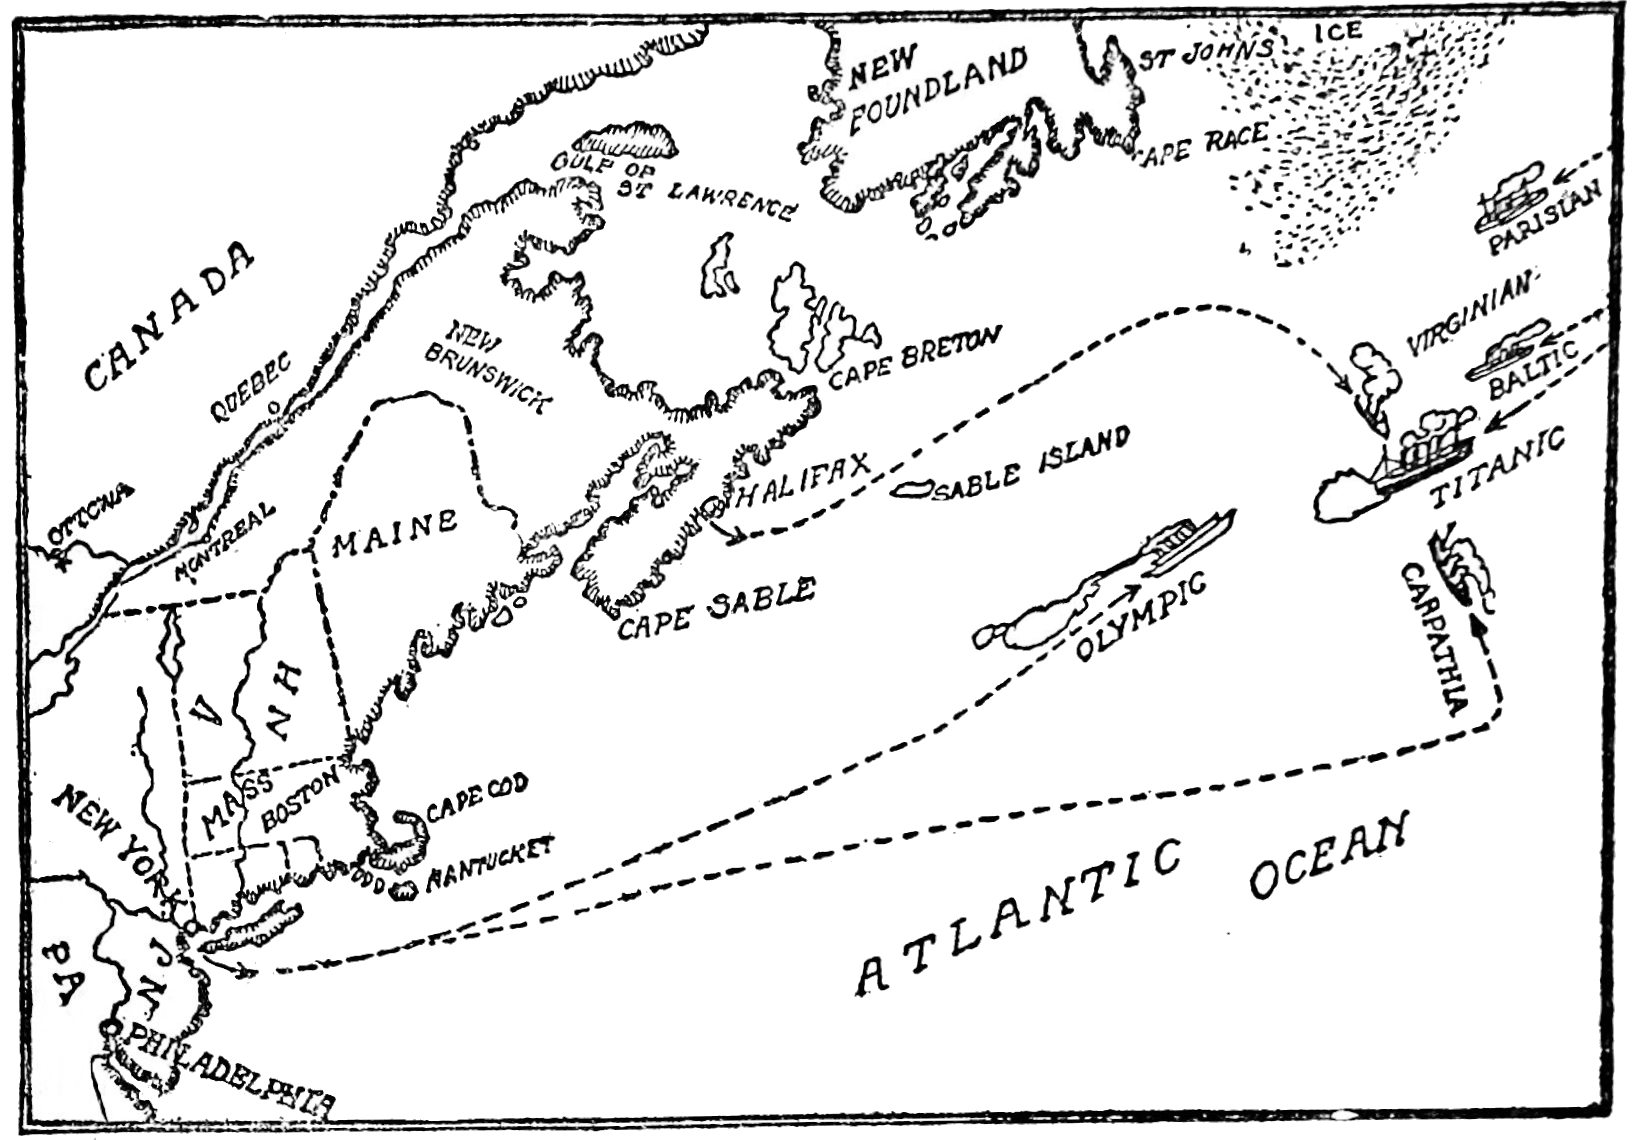 ICE
ST JOHNS
NEW
FOUNDLAND
CAPE RACE
GULF OF
ST LAWRENCE
PARISIAN
CANADA
VIRGINIAN
NEW
BRUNSWICK
CAPE BRETON
BALTIC
QUEBEC
TITANIC
SABLE ISLAND
HALIFAX
OTTOWA
MAINE
MONTREAL
CAPE SABLE
OLYMPIC
CARPATHIA
V
NH
MASS
BOSTON
CAPE COD
NEW YORK
NANTUCKET
ATLANTIC OCEAN
PA
NJ
PHILADELPHIA